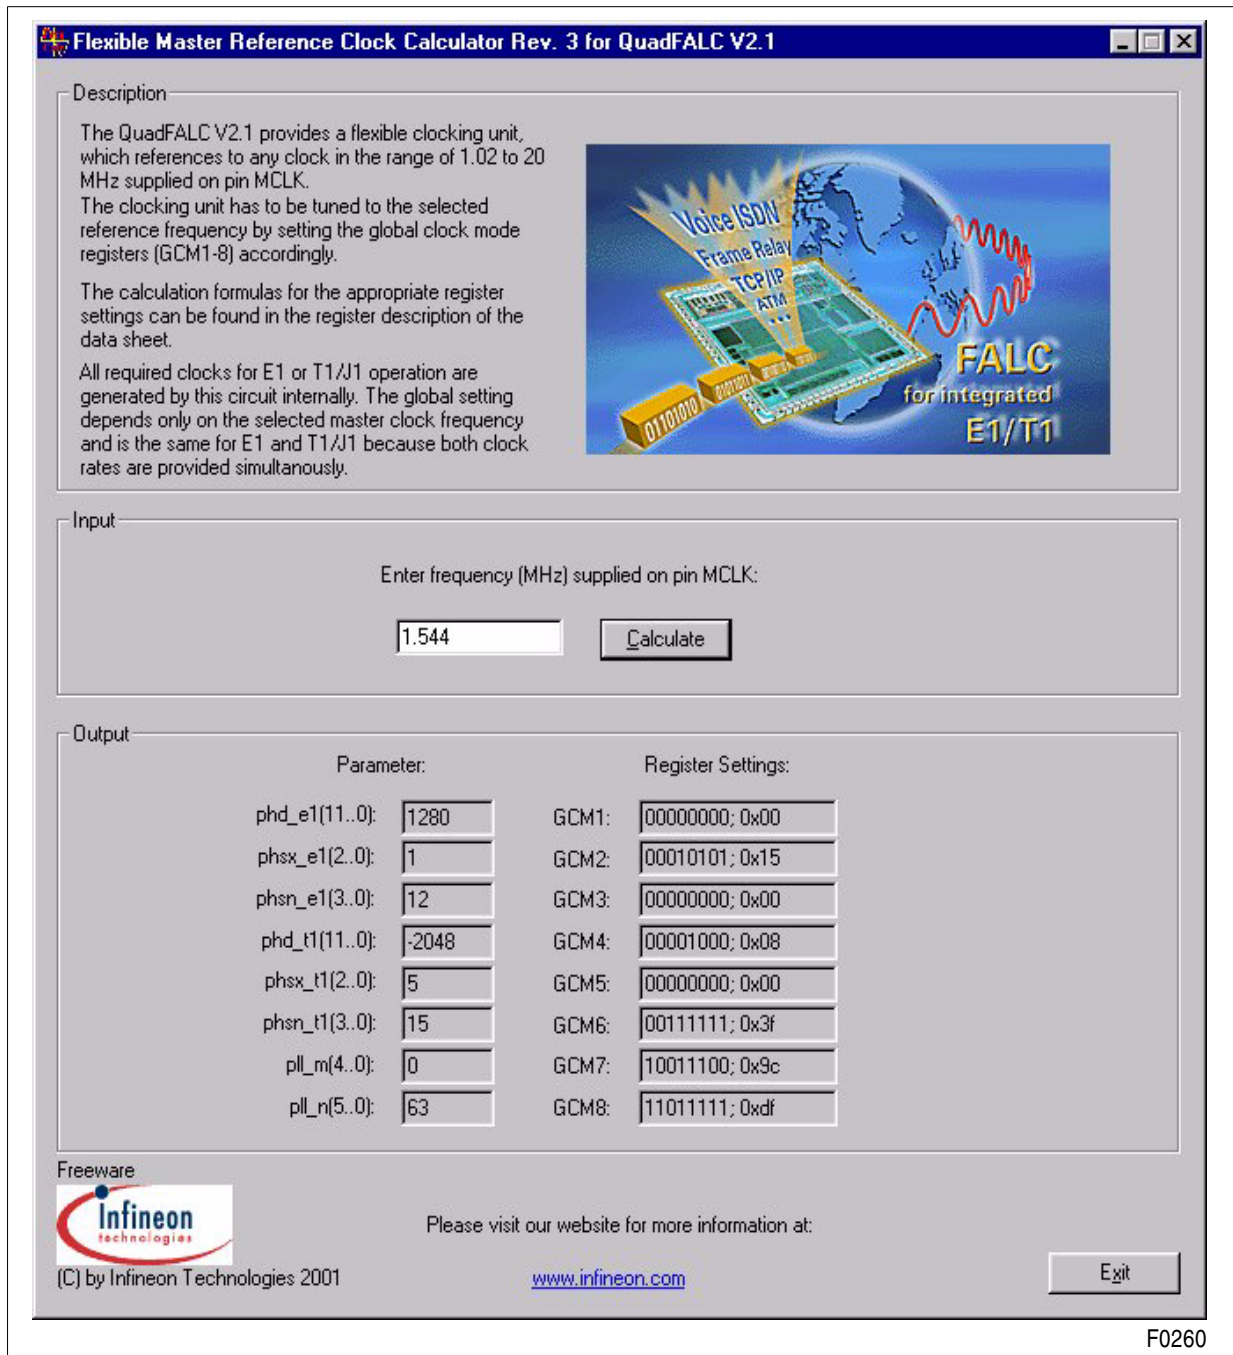 Flexible Master Reference Clock Calculator Rev. 3 for QuadFALC V2.1
Description
The QuadFALC V2.1 provides a flexible clocking unit,
which references to any clock in the range of 1.02 to 20
MHz supplied on pin MCLK.
The clocking unit has to be tuned to the selected
reference frequency by setting the global clock mode
registers (GCM1-8) accordingly.
The calculation formulas for the appropriate register
settings can be found in the register description of the
data sheet.
All required clocks for E1 or T1/J1 operation are
generated by this circuit internally. The global setting
depends only on the selected master clock frequency
and is the same for E1 and T1/J1 because both clock
rates are provided simultanously.
Voice ISDN
Frame Relay
TCP/IP
ATM
...
01101010
01011011
FALC
for integrated
E1/T1
Input
Enter frequency (MHz) supplied on pin MCLK:
1.544
Calculate
Output
Parameter: Register Settings:
phd_e1(11..0): 1280 GCM1: 00000000; 0x00
phsx_e1(2..0): 1 GCM2: 00010101; 0x15
phsn_e1(3..0): 12 GCM3: 00000000; 0x00
phd_t1(11..0): -2048 GCM4: 00001000; 0x08
phsx_t1(2..0): 5 GCM5: 00000000; 0x00
phsn_t1(3..0): 15 GCM6: 00111111; 0x3f
pll_m(4..0): 0 GCM7: 10011100; 0x9c
pll_n(5..0): 63 GCM8: 11011111; 0xdf
Freeware
Infineon
technologies
Please visit our website for more information at:
(C) by Infineon Technologies 2001
www.infineon.com
Exit
F0260